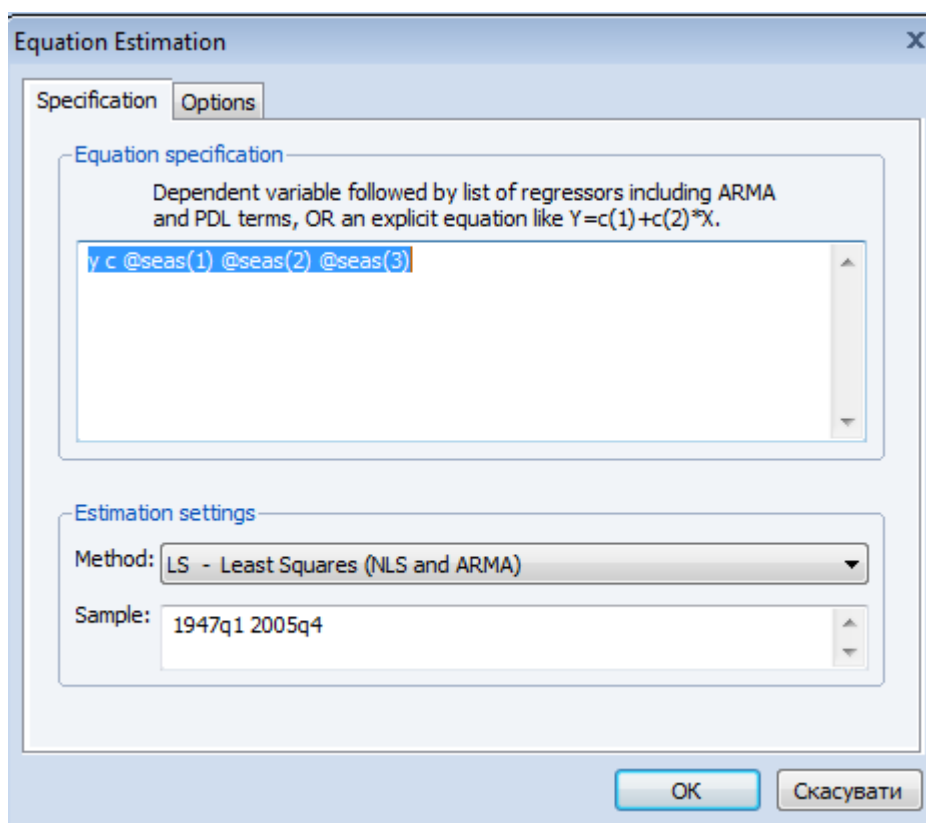 Equation Estimation
x
Specification
Options
Equation specification
Dependent variable followed by list of regressors including ARMA
and PDL terms, OR an explicit equation like Y=c(1)+c(2)*X.
y c @seas(1) @seas(2) @seas(3)
Estimation settings
Method: LS - Least Squares (NLS and ARMA)
Sample: 1947q1 2005q4
OK
Скасувати